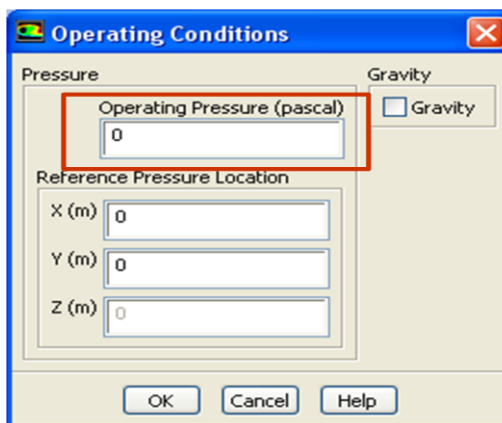 Operating Conditions
Pressure
Operating Pressure (pascal)
0
Reference Pressure Location
X (m) 0
Y (m) 0
Z (m) 0
Gravity
Gravity
OK Cancel Help